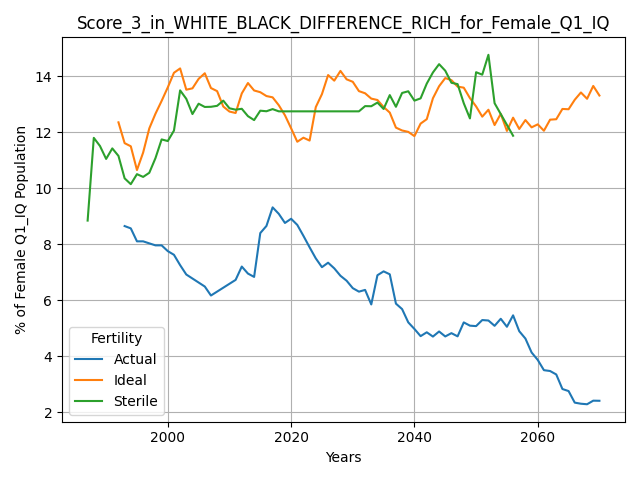 Score_3_in_WHITE_BLACK_DIFFERENCE_RICH_for_Female_Q1_IQ
% of Female Q1_IQ Population
14
12
10
8
6
4
2
Fertility
Actual
Ideal
Sterile
2000 2020 2040 2060
Years